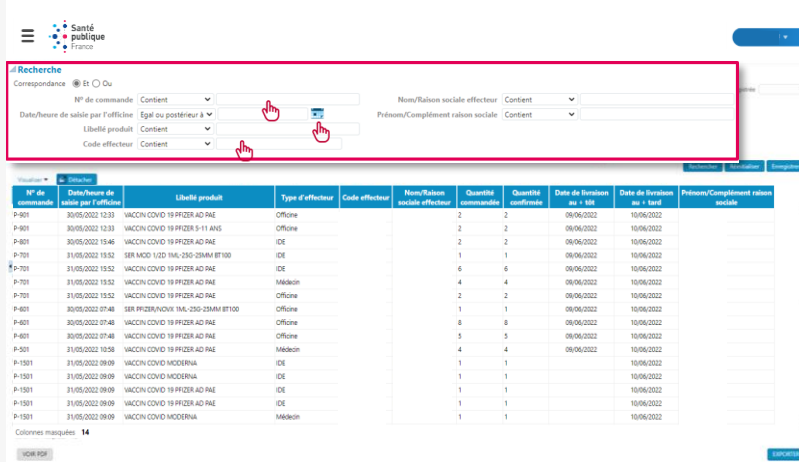 Santé
publique
France
Recherche
Correspondance Et Ou
N° de commande Contient Nom/Raison sociale effecteur Contient
Date/heure de saisie par l'officine Egal ou postérieur à Prénom/Complément raison sociale Contient
Libellé produit Contient
Code effecteur Contient
Rechercher Réinitialiser Enregistrer
Visualiser Détacher
N° de commande Date/heure de saisie par l'officine Libellé produit Type d'effecteur Code effecteur Nom/Raison sociale effecteur Quantité commandée Quantité confirmée Date de livraison au + tôt Date de livraison au + tard Prénom/Complément raison sociale
P-901 30/05/2022 12:33 VACCIN COVID 19 PFIZER AD PAE Officine 2 2 09/06/2022 10/06/2022
P-901 30/05/2022 12:33 VACCIN COVID 19 PFIZER 5-11 ANS Officine 2 2 09/06/2022 10/06/2022
P-801 30/05/2022 15:46 VACCIN COVID 19 PFIZER AD PAE IDE 2 2 09/06/2022 10/06/2022
P-701 31/05/2022 15:52 SER MOD 1/2D 1ML-25G-25MM BT100 IDE 1 1 09/06/2022 10/06/2022
P-701 31/05/2022 15:52 VACCIN COVID 19 PFIZER AD PAE IDE 6 6 09/06/2022 10/06/2022
P-701 31/05/2022 15:52 VACCIN COVID 19 PFIZER AD PAE Médecin 4 4 09/06/2022 10/06/2022
P-701 31/05/2022 15:52 VACCIN COVID 19 PFIZER AD PAE Officine 2 2 09/06/2022 10/06/2022
P-601 30/05/2022 07:48 SER PFIZER/NOVX 1ML-25G-25MM BT100 Officine 1 1 09/06/2022 10/06/2022
P-601 30/05/2022 07:48 VACCIN COVID 19 PFIZER AD PAE Officine 8 8 09/06/2022 10/06/2022
P-601 30/05/2022 07:48 VACCIN COVID 19 PFIZER AD PAE Officine 5 5 09/06/2022 10/06/2022
P-501 31/05/2022 10:58 VACCIN COVID 19 PFIZER AD PAE Médecin 4 4 09/06/2022 10/06/2022
P-1501 31/05/2022 09:09 VACCIN COVID MODERNA IDE 1 1 10/06/2022
P-1501 31/05/2022 09:09 VACCIN COVID 19 PFIZER AD PAE IDE 1 1 10/06/2022
P-1501 31/05/2022 09:09 VACCIN COVID 19 PFIZER AD PAE IDE 1 1 10/06/2022
P-1501 31/05/2022 09:09 VACCIN COVID 19 PFIZER AD PAE IDE 1 1 10/06/2022
P-1501 31/05/2022 09:09 VACCIN COVID MODERNA Médecin 1 1 10/06/2022
Colonnes masquées 14
VOIR PDF EXPORTER